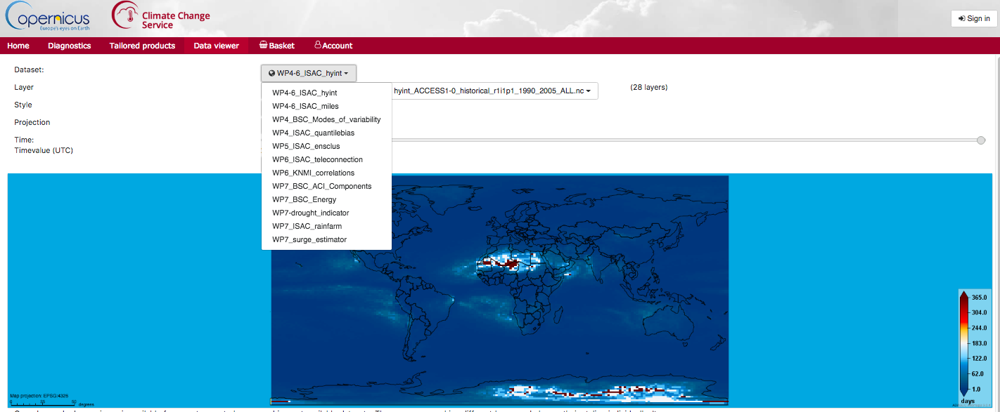 opernicus
Europe's eyes on Earth
Climate Change
Service
Sign in
Home
Diagnostics
Tailored products
Data viewer
Basket
Account
Dataset:
WP4-6_ISAC_hyint
Layer
hyint_ACCESS1-0_historical_r1i1p1_1990_2005_ALL.nc
(28 layers)
Style
Projection
Time:
Timevalue (UTC)
WP4-6_ISAC_hyint
WP4-6_ISAC_miles
WP4_BSC_Modes_of_variability
WP4_ISAC_quantilebias
WP5_ISAC_ensclus
WP6_ISAC_teleconnection
WP6_KNMI_correlations
WP7_BSC_ACI_Components
WP7_BSC_Energy
WP7-drought_indicator
WP7_ISAC_rainfarm
WP7_surge_estimator
365.0
304.0
244.0
183.0
122.0
62.0
1.0
days
Map projection: EPSG:4326
0 25 50 degrees